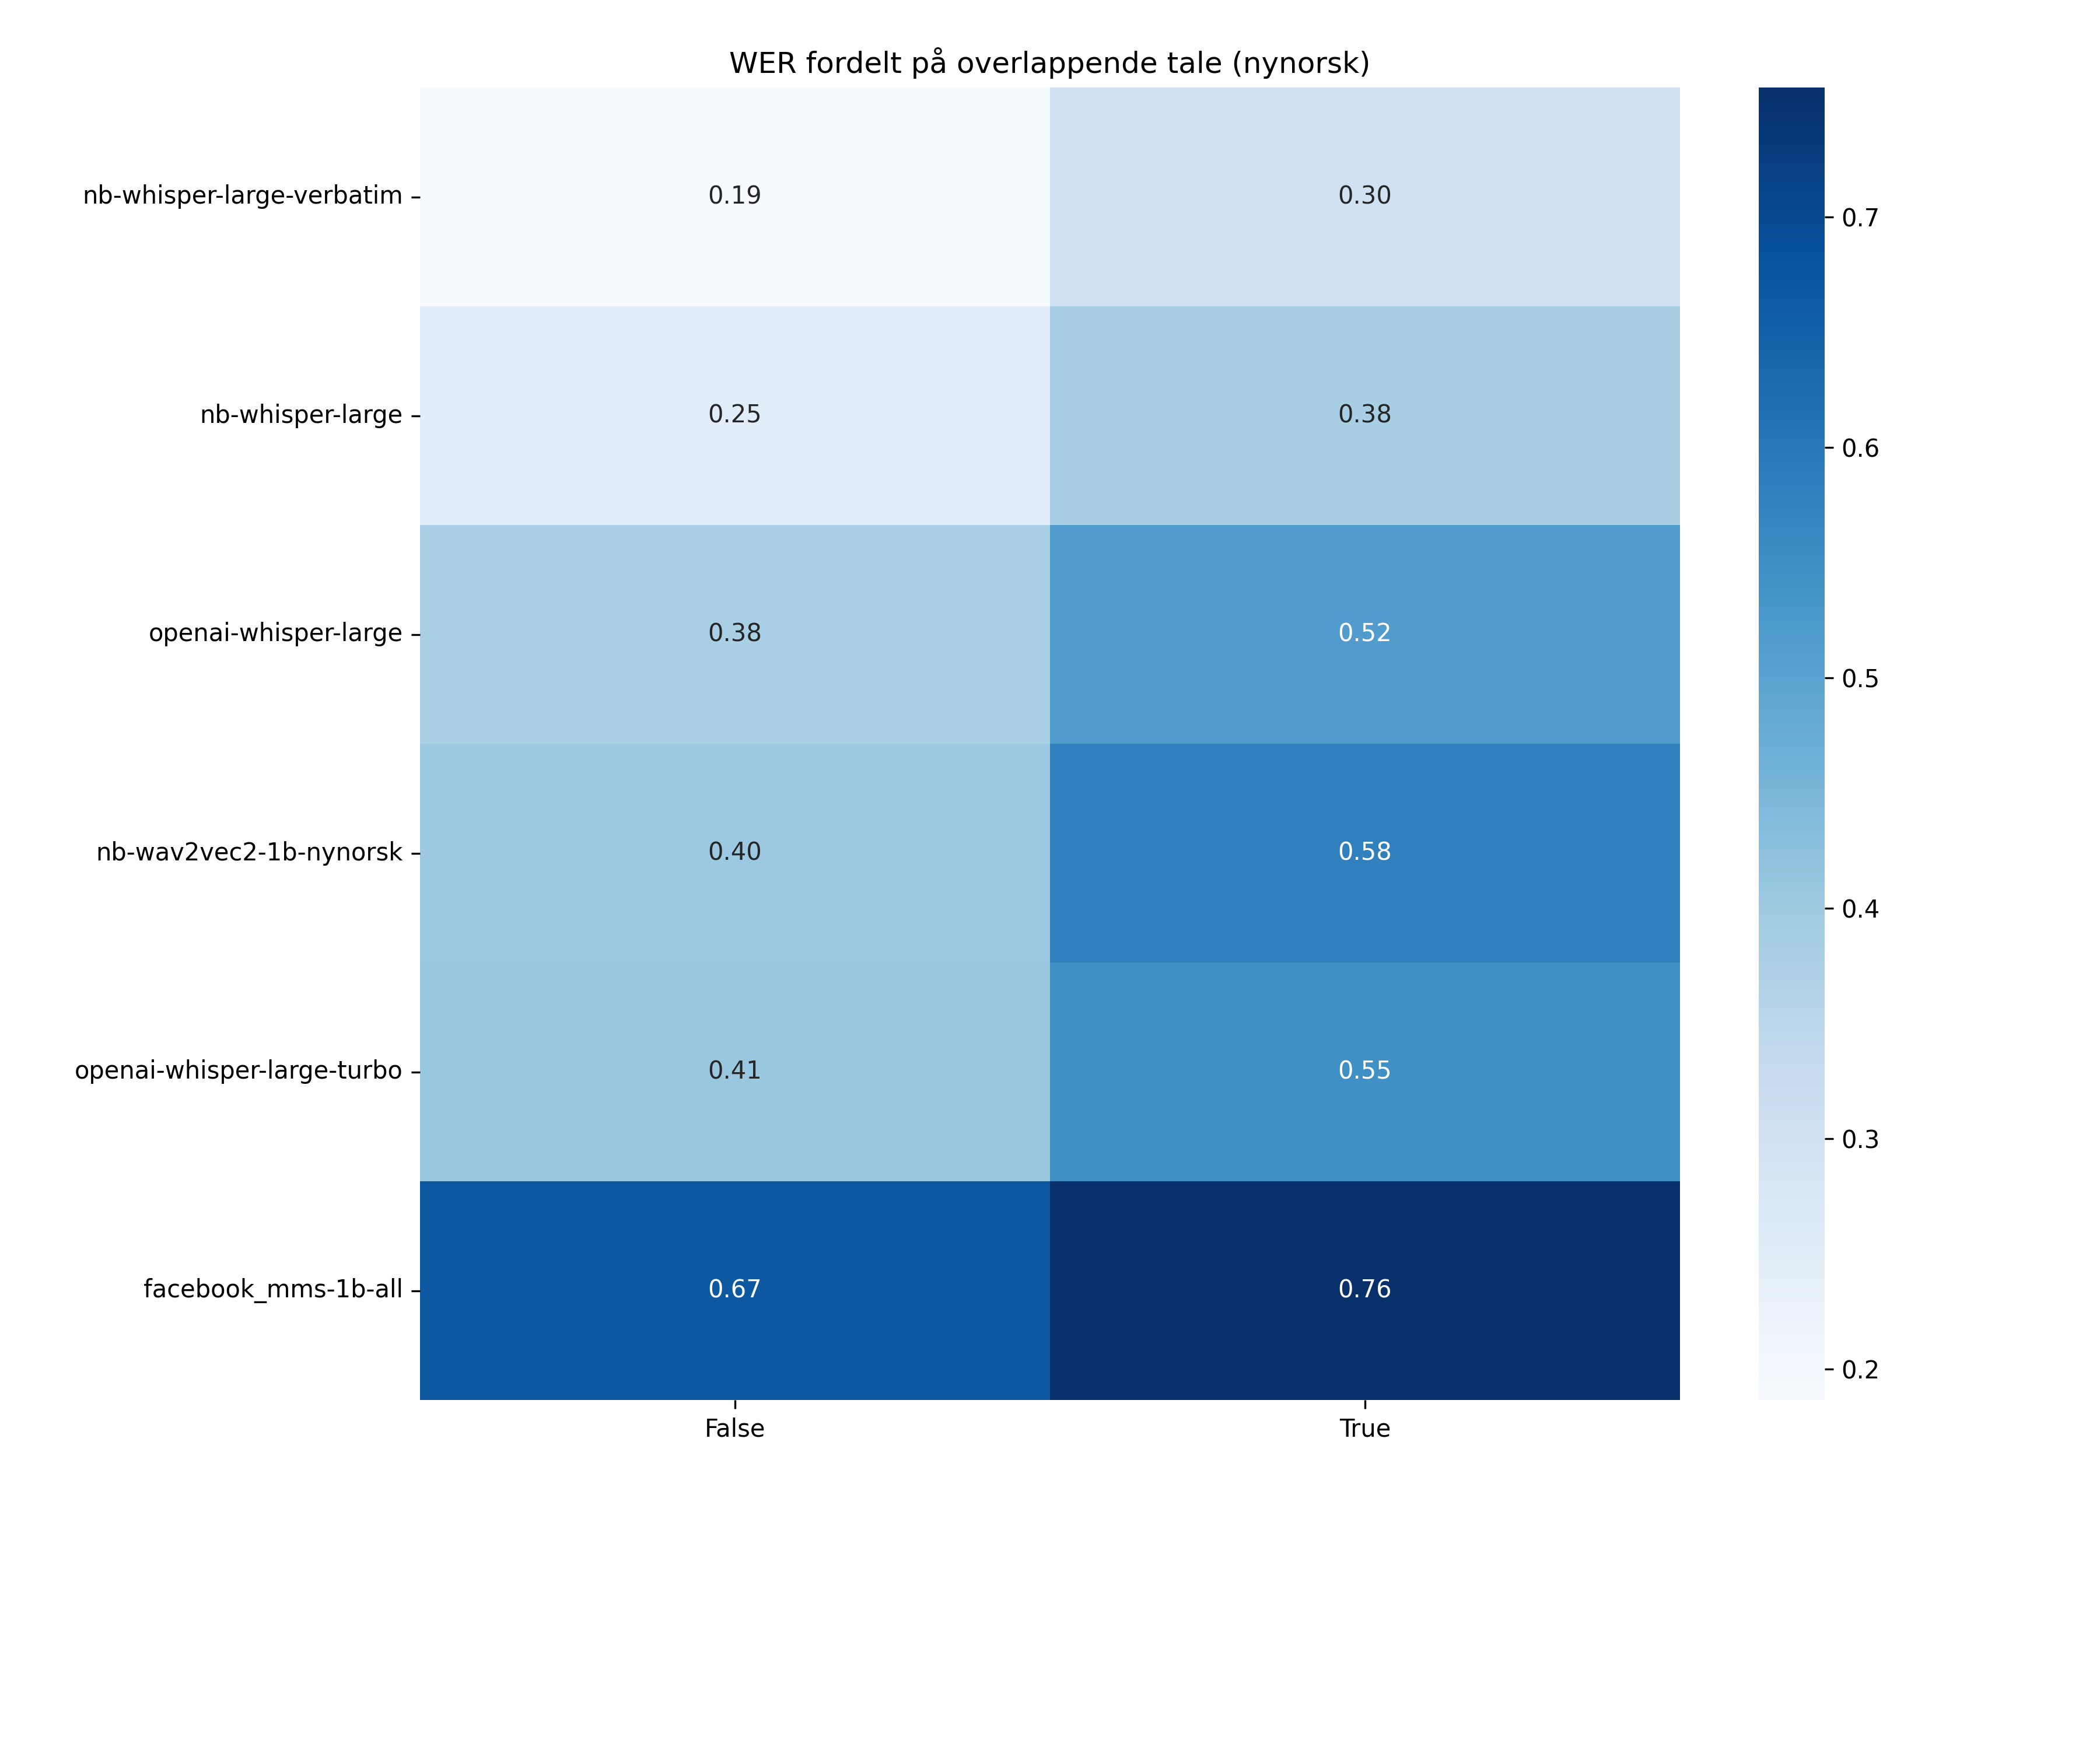 WER fordelt på overlappende tale (nynorsk)
nb-whisper-large-verbatim 0.19 0.30
nb-whisper-large 0.25 0.38
openai-whisper-large 0.38 0.52
nb-wav2vec2-1b-nynorsk 0.40 0.58
openai-whisper-large-turbo 0.41 0.55
facebook_mms-1b-all 0.67 0.76
False True
0.7
0.6
0.5
0.4
0.3
0.2